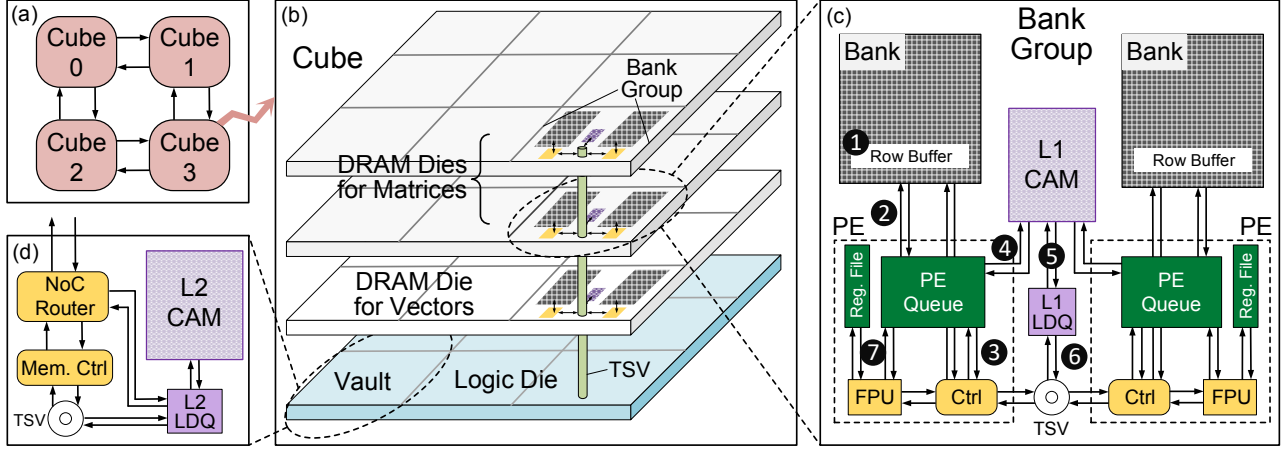 (a)
Cube
0
Cube
1
Cube
2
Cube
3
(b)
Cube
Bank
Group
DRAM Dies
for Matrices
DRAM Die
for Vectors
Vault
Logic Die
TSV
(c)
Bank
Group
Bank
Bank
1
Row Buffer
Row Buffer
L1
CAM
2
PE
4
5
PE
Reg. File
PE
Queue
L1
LDQ
PE
Queue
Reg. File
7
3
6
FPU
Ctrl
TSV
Ctrl
FPU
(d)
NoC
Router
L2
CAM
Mem. Ctrl
TSV
L2
LDQ